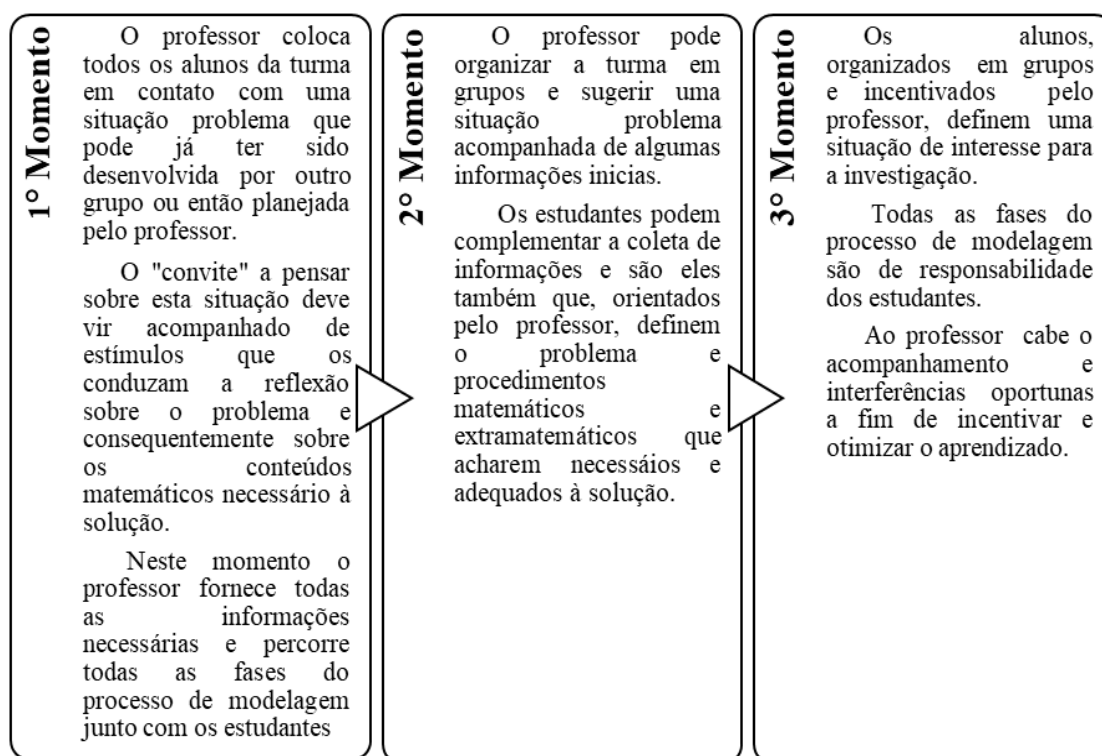 1° Momento
O professor coloca
todos os alunos da turma
em contato com uma
situação problema que
pode já ter sido
desenvolvida por outro
grupo ou então planejada
pelo professor.
O "convite" a pensar
sobre esta situação deve
vir acompanhado de
estímulos que os
conduzam a reflexão
sobre o problema e
consequentemente sobre
os conteúdos
matemáticos necessário à
solução.
Neste momento o
professor fornece todas
as informações
necessárias e percorre
todas as fases do
processo de modelagem
junto com os estudantes
2° Momento
O professor pode
organizar a turma em
grupos e sugerir uma
situação problema
acompanhada de algumas
informações inicias.
Os estudantes podem
complementar a coleta de
informações e são eles
também que, orientados
pelo professor, definem
o problema e
procedimentos
matemáticos e
extramatemáticos que
acharem necessáios e
adequados à solução.
3° Momento
Os alunos,
organizados em grupos
e incentivados pelo
professor, definem uma
situação de interesse para
a investigação.
Todas as fases do
processo de modelagem
são de responsabilidade
dos estudantes.
Ao professor cabe o
acompanhamento e
interferências oportunas
a fim de incentivar e
otimizar o aprendizado.